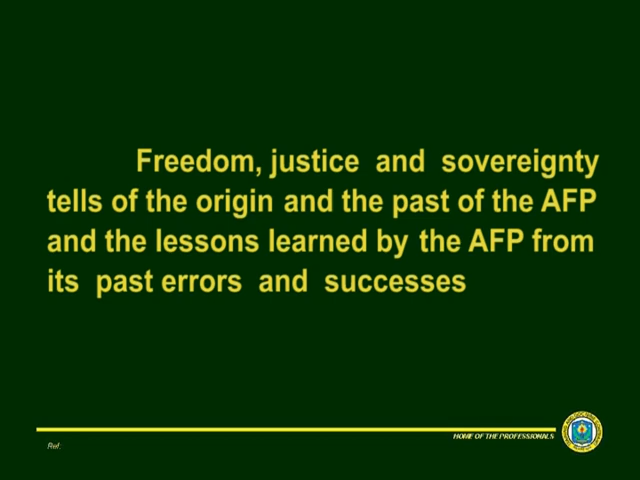 Freedom, justice and sovereignty
tells of the origin and the past of the AFP
and the lessons learned by the AFP from
its past errors and successes
HOME OF THE PROFESSIONALS
Ref: